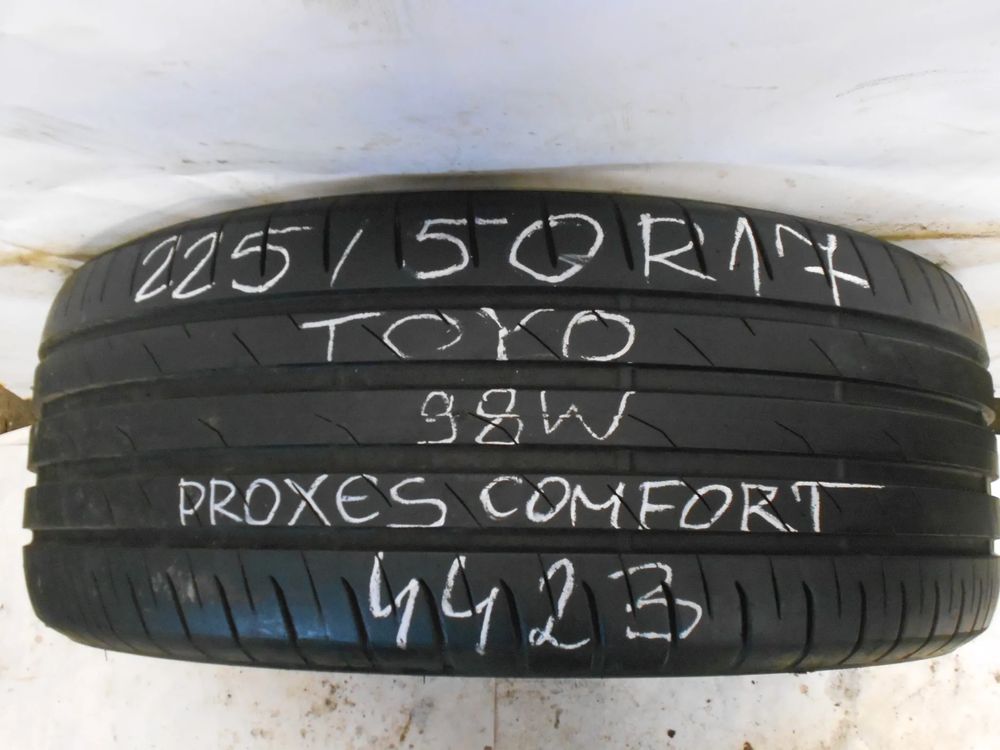 225/50R17
TOYO
98W
PROXES COMFORT
4423